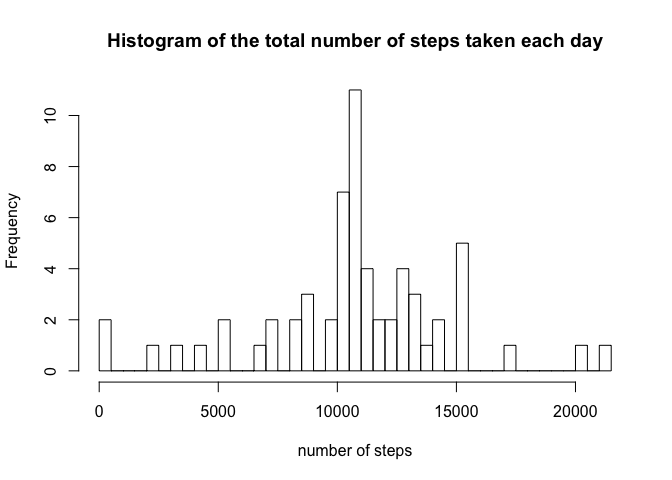 Histogram of the total number of steps taken each day
Frequency
10
8
6
4
2
0
0 5000 10000 15000 20000
number of steps